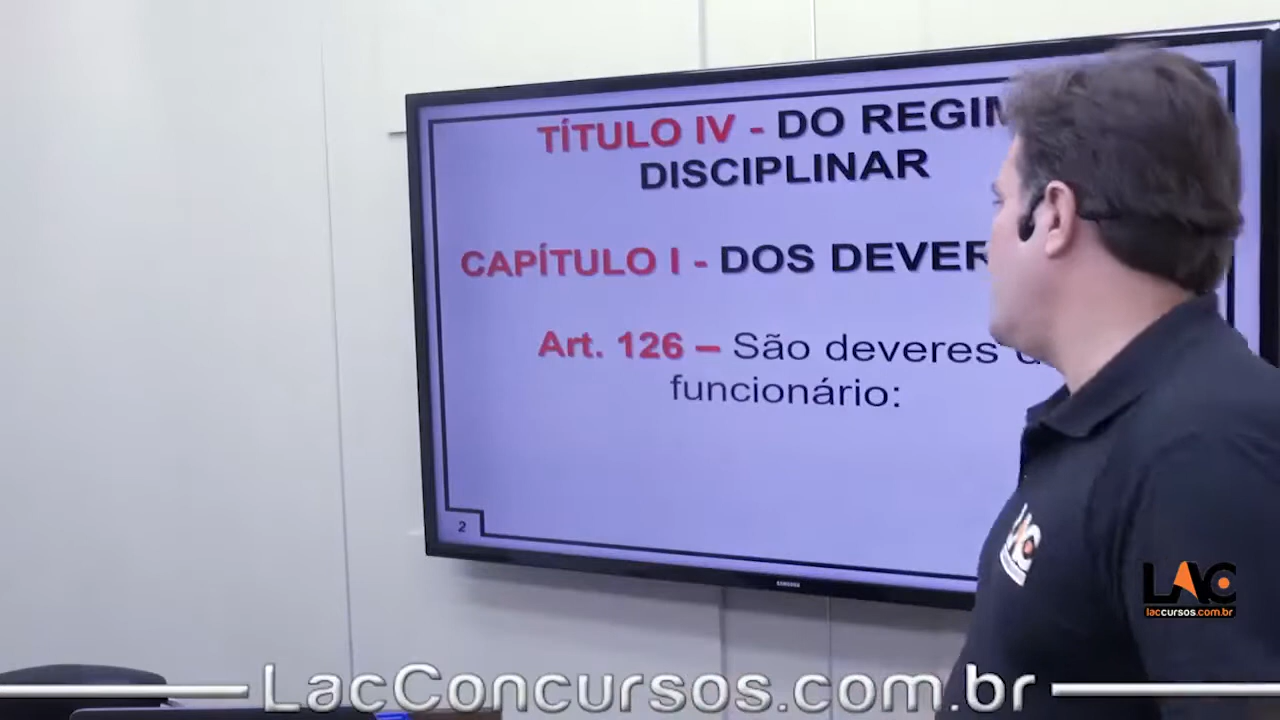 TÍTULO IV - DO REGIM
DISCIPLINAR
CAPÍTULO I - DOS DEVER
Art. 126 – São deveres
funcionário:
2
SAMSUNG
LAC
LAC
laccursos.com.br
LacConcursos.com.br